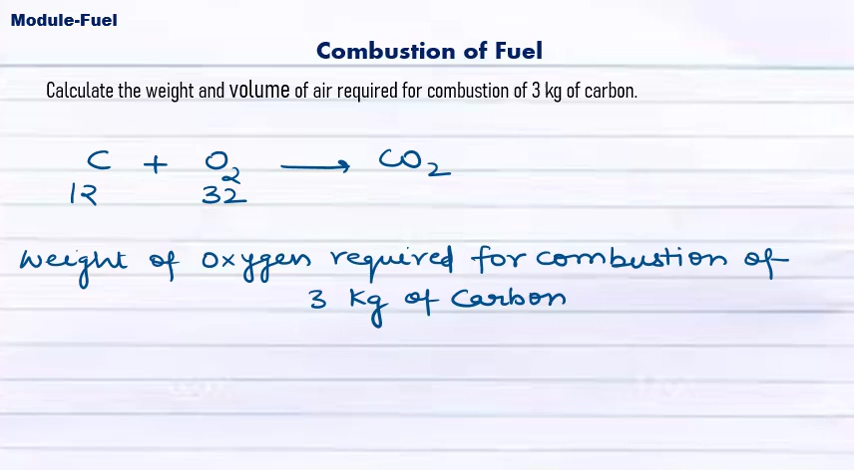 Module-Fuel
Combustion of Fuel
Calculate the weight and volume of air required for combustion of 3 kg of carbon.
C + O2 ⟶ CO2
12 32
Weight of oxygen required for combustion of
3 kg of Carbon